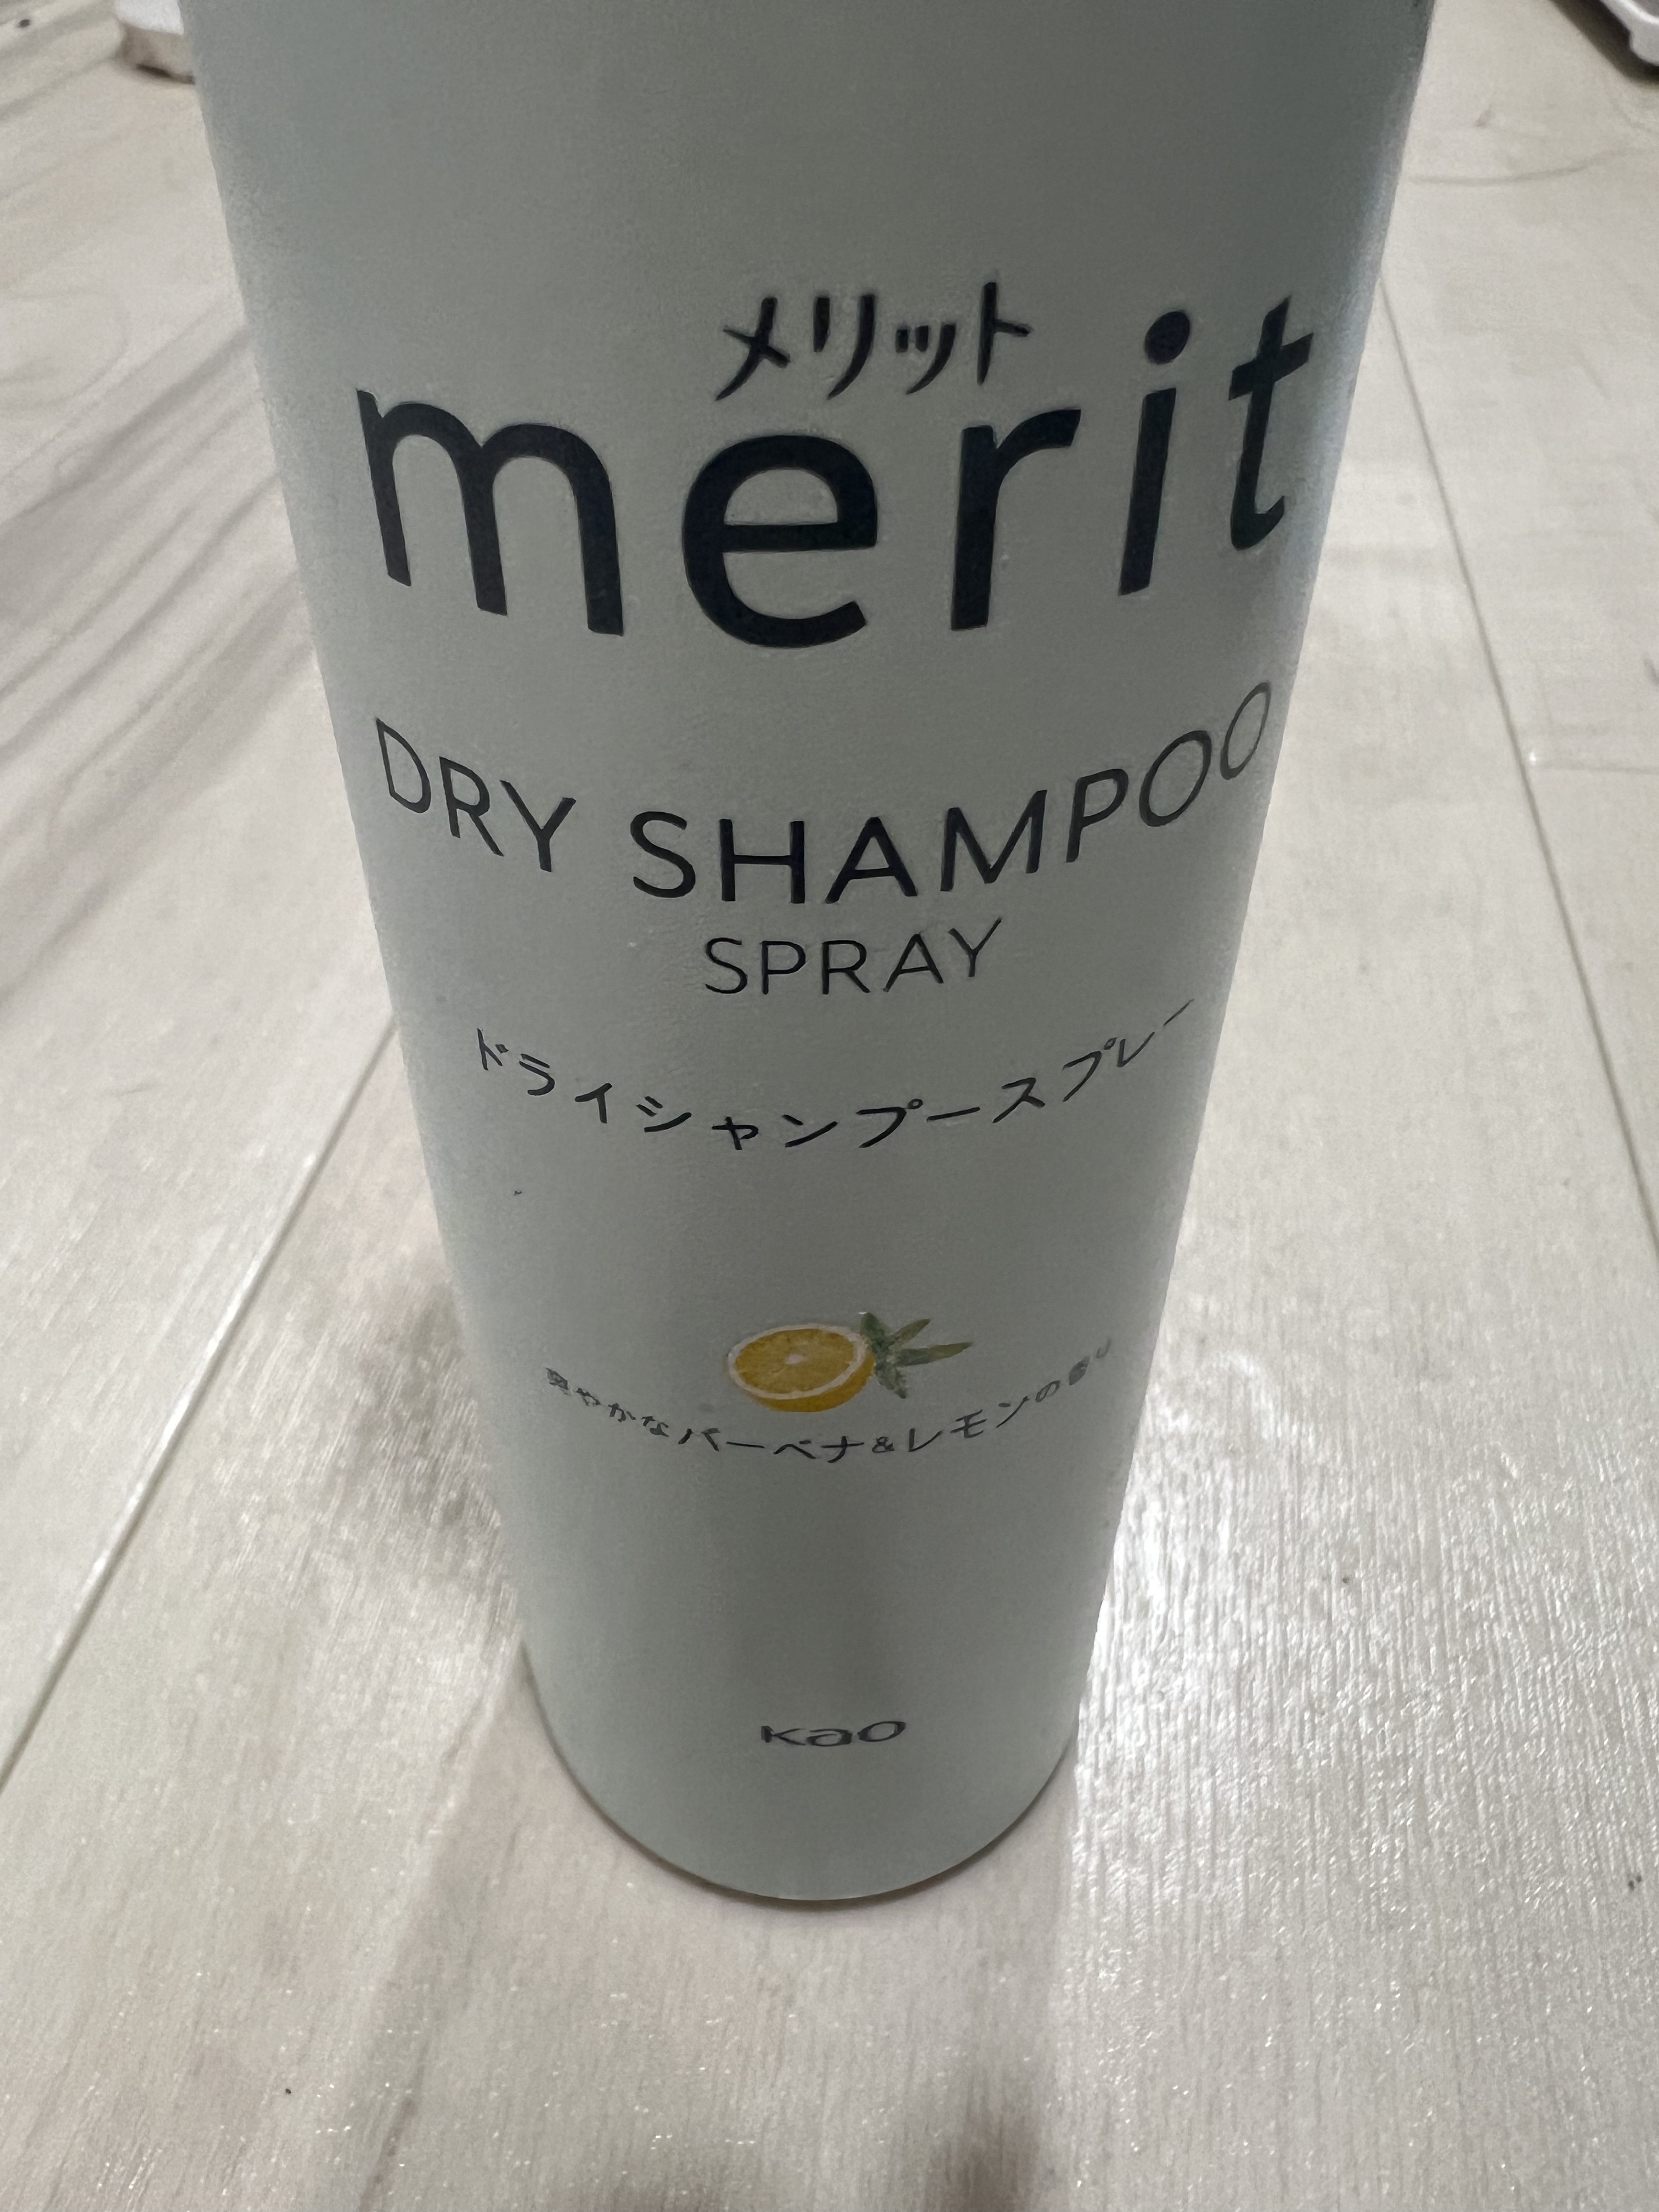 メリット
merit
DRY SHAMPOO
SPRAY
ドライシャンプースプレー
爽やかなバーベナ&レモンの香り
Kao